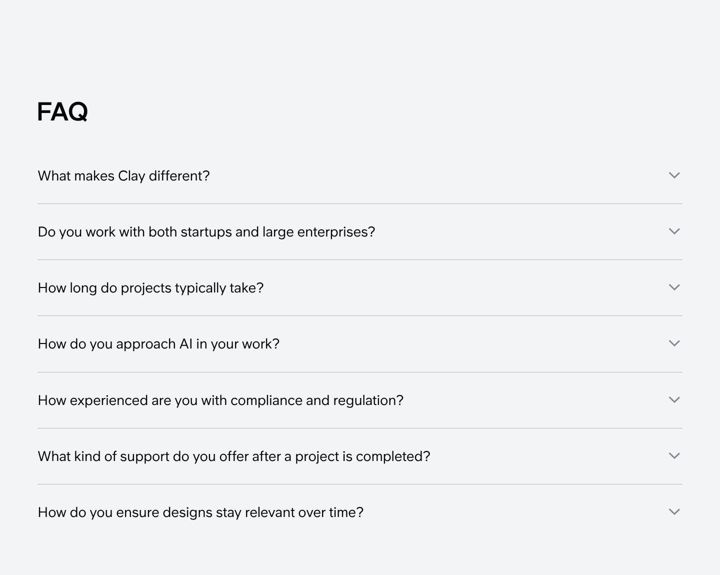 FAQ
What makes Clay different?
Do you work with both startups and large enterprises?
How long do projects typically take?
How do you approach AI in your work?
How experienced are you with compliance and regulation?
What kind of support do you offer after a project is completed?
How do you ensure designs stay relevant over time?